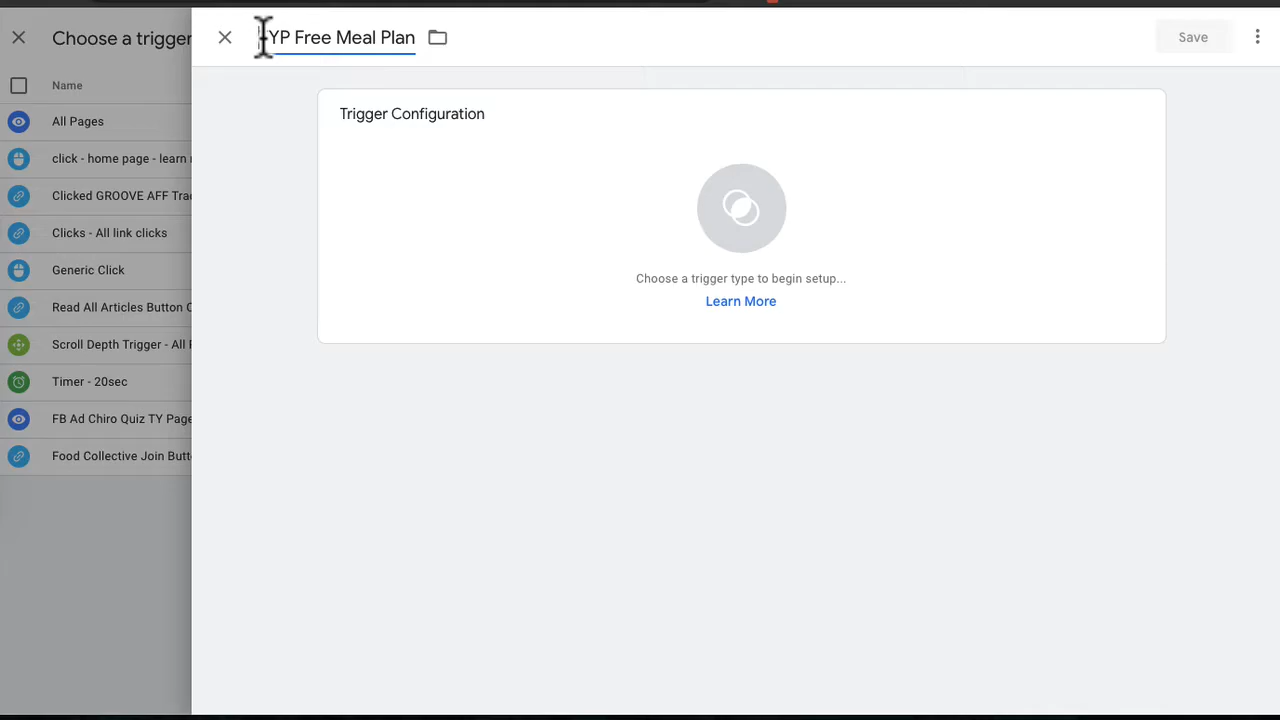 Choose a trigger
YP Free Meal Plan
Save
Name
All Pages
click - home page - learn
Clicked GROOVE AFF Tra
Clicks - All link clicks
Generic Click
Read All Articles Button
Scroll Depth Trigger - All
Timer - 20sec
FB Ad Chiro Quiz TY Page
Food Collective Join Butt
Trigger Configuration
Choose a trigger type to begin setup...
Learn More